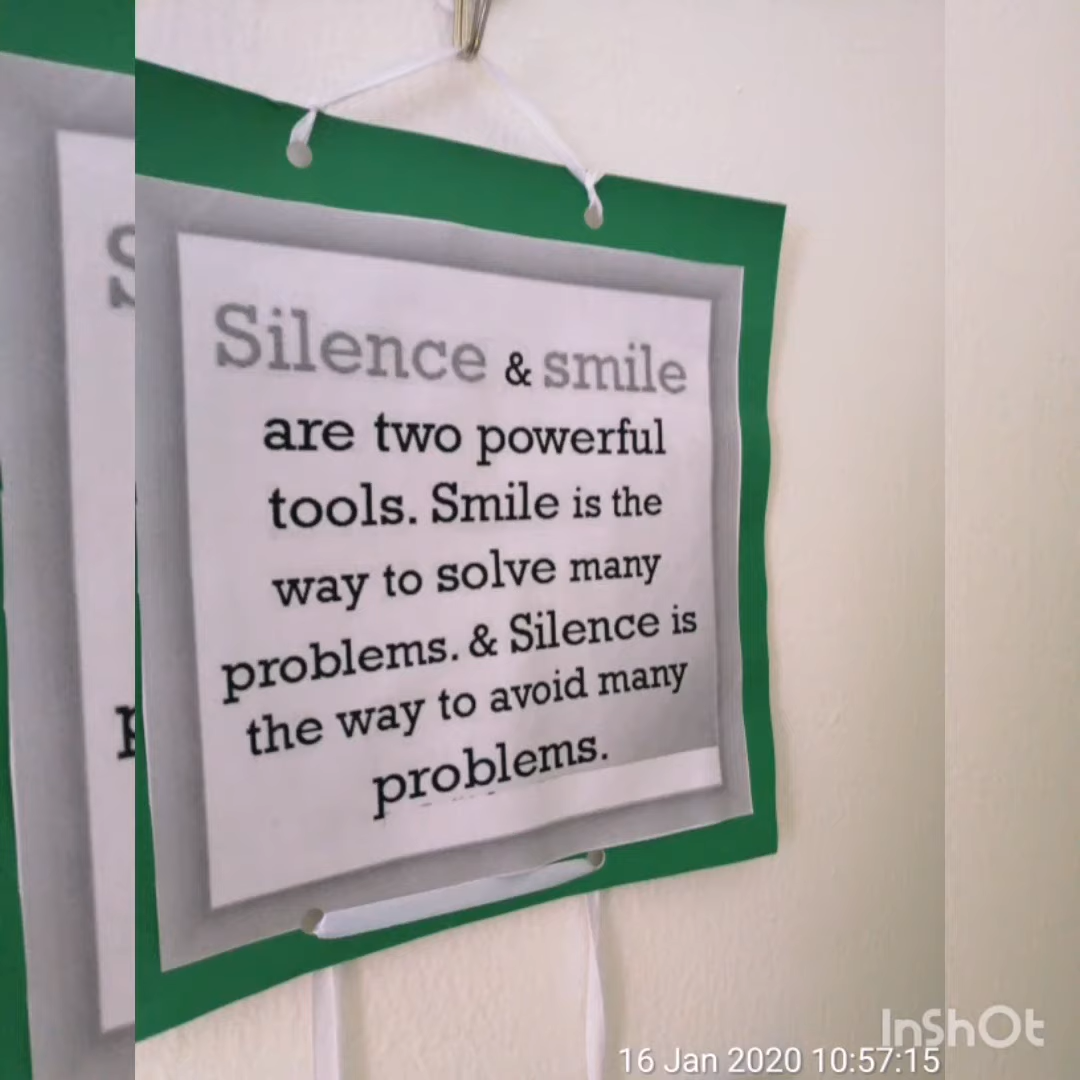 Silence & smile
are two powerful
tools. Smile is the
way to solve many
problems. & Silence is
the way to avoid many
problems.
InShOt
16 Jan 2020 10:57:15